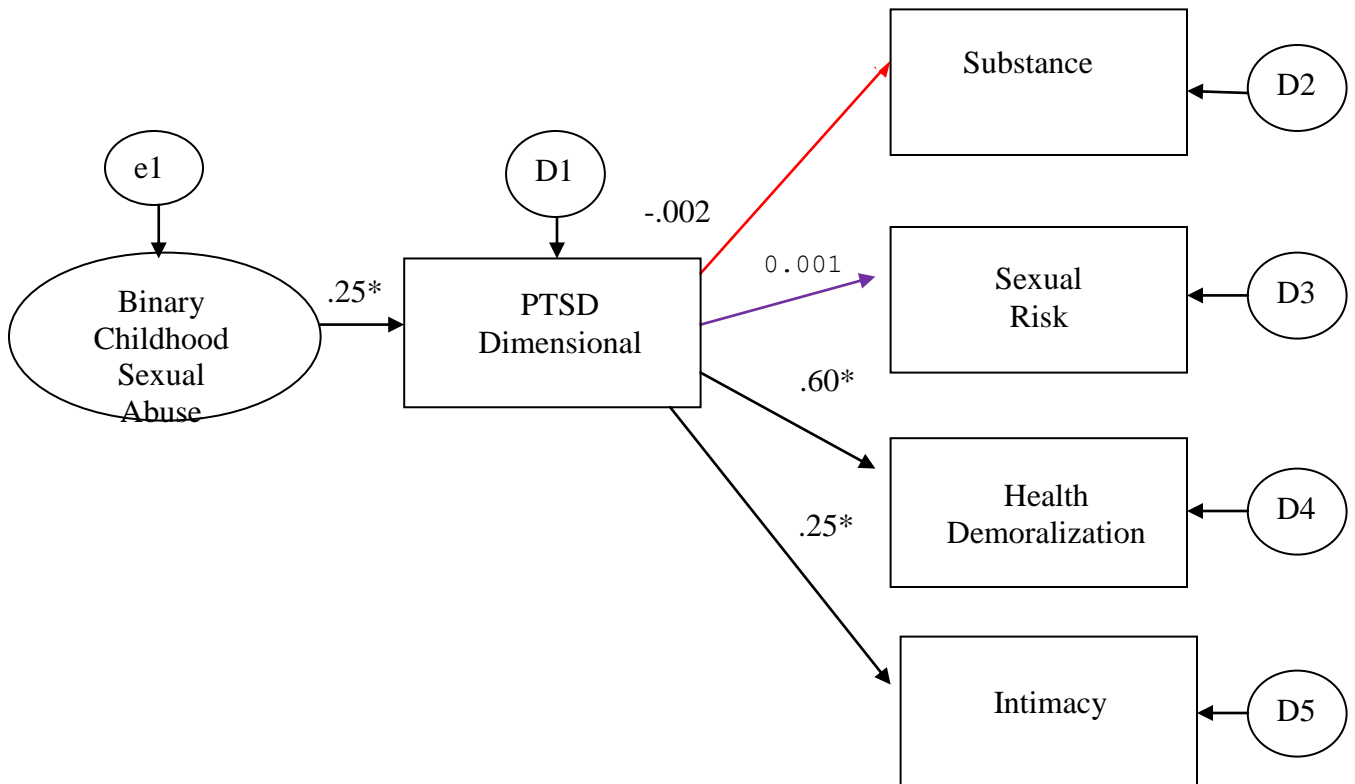 Substance
D2
e1
D1
-.002
0.001
Sexual
Risk
D3
Binary
Childhood
Sexual
Abuse
.25*
PTSD
Dimensional
.60*
Health
Demoralization
D4
.25*
Intimacy
D5